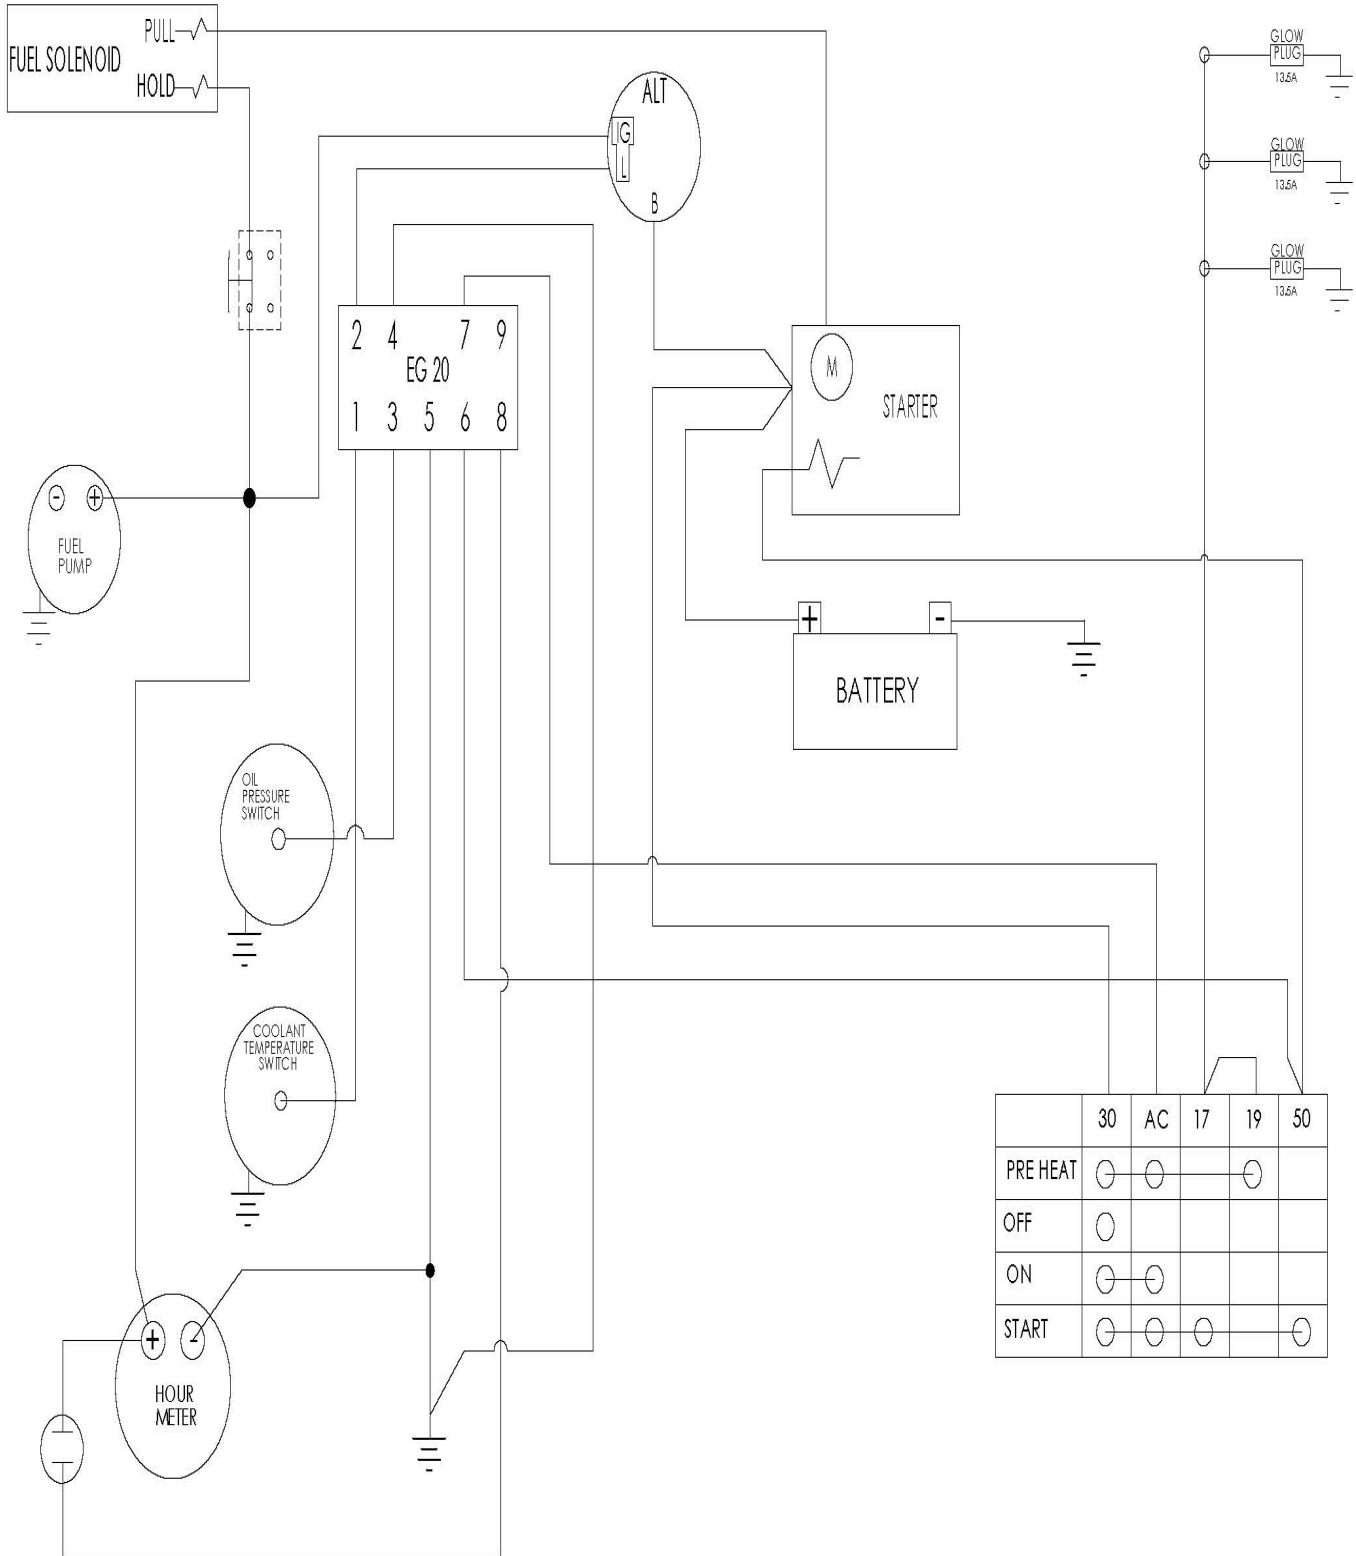 PULL
FUEL SOLENOID
HOLD
ALT
IG
L
B
GLOW
PLUG
13.5A
GLOW
PLUG
13.5A
GLOW
PLUG
13.5A
2 4 7 9
EG 20
1 3 5 6 8
M
STARTER
- +
FUEL
PUMP
+ -
BATTERY
OIL
PRESSURE
SWITCH
COOLANT
TEMPERATURE
SWITCH
30 AC 17 19 50
PRE HEAT
OFF
ON
START
+ -
HOUR
METER